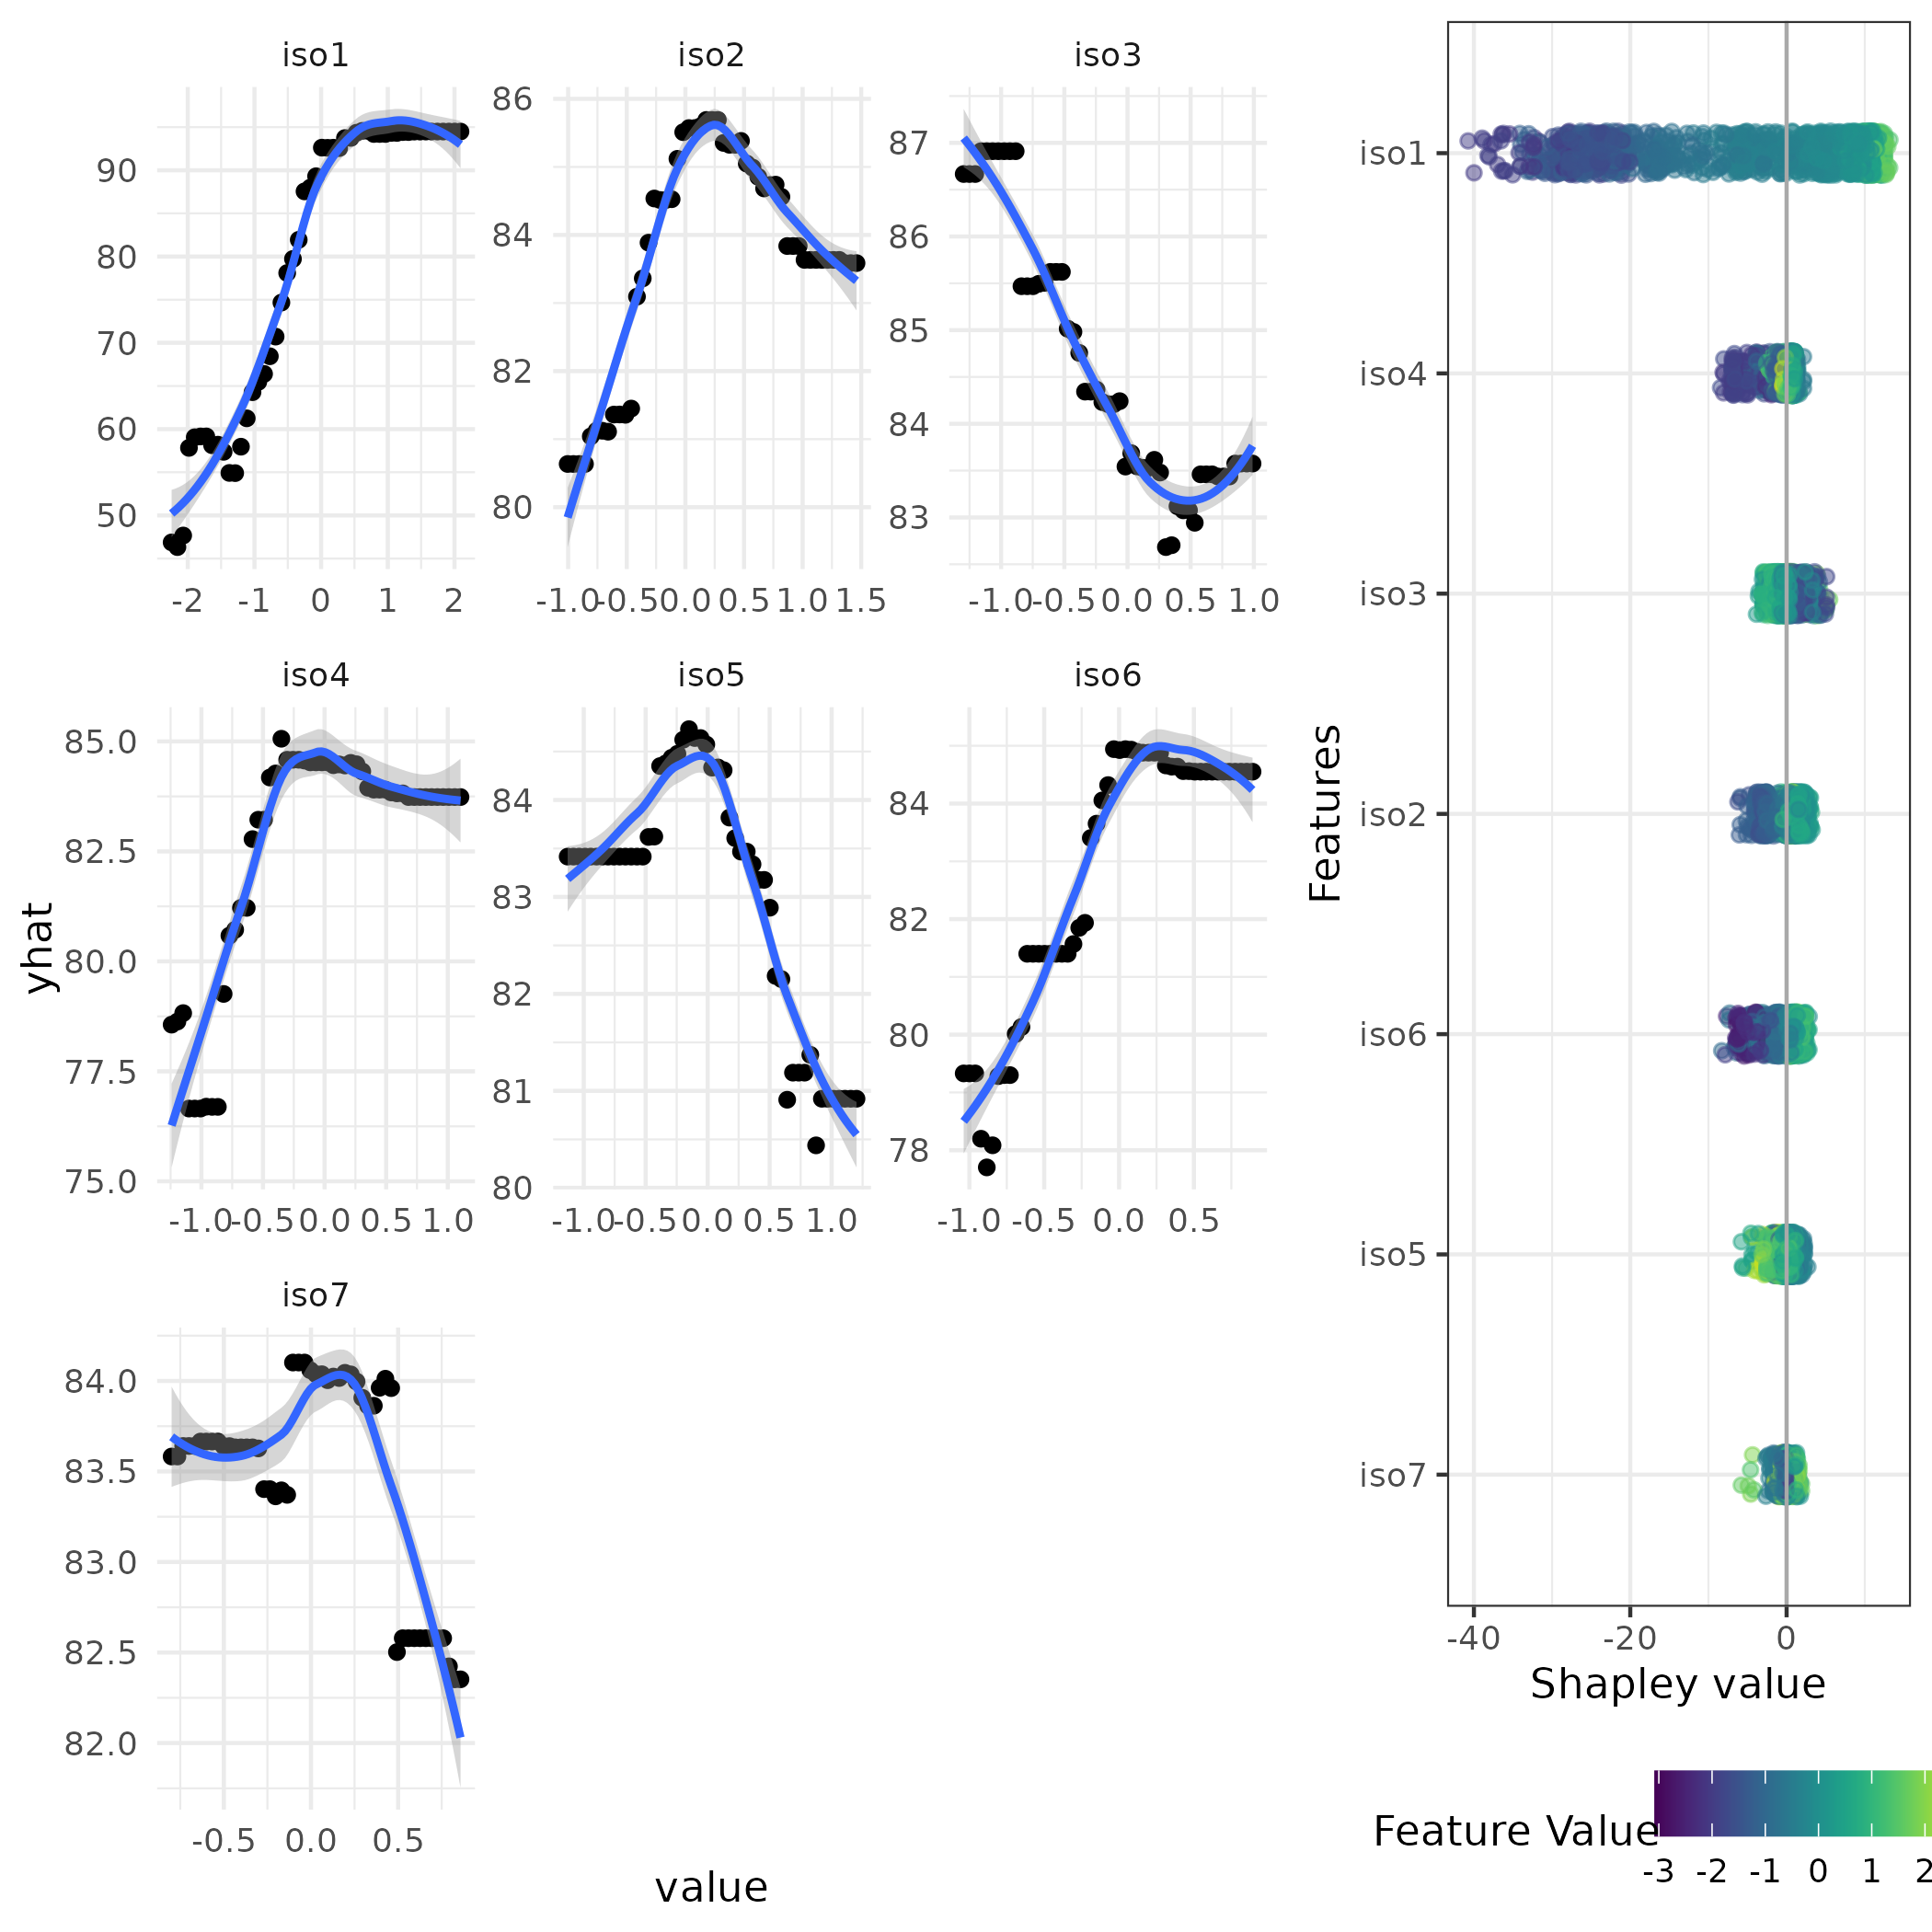 iso1 iso2 iso3
90
80
70
60
50
86
84
82
80
87
86
85
84
83
-2 -1 0 1 2
-1.0 -0.5 0.0 0.5 1.0 1.5
-1.0 -0.5 0.0 0.5 1.0
iso4 iso5 iso6
yhat
85.0
82.5
80.0
77.5
75.0
84
83
82
81
80
84
82
80
78
-1.0 -0.5 0.0 0.5 1.0
-1.0 -0.5 0.0 0.5 1.0
-1.0 -0.5 0.0 0.5
iso7
84.0
83.5
83.0
82.5
82.0
-0.5 0.0 0.5
value
Features
iso1
iso4
iso3
iso2
iso6
iso5
iso7
-40 -20 0
Shapley value
Feature Value
-3 -2 -1 0 1 2